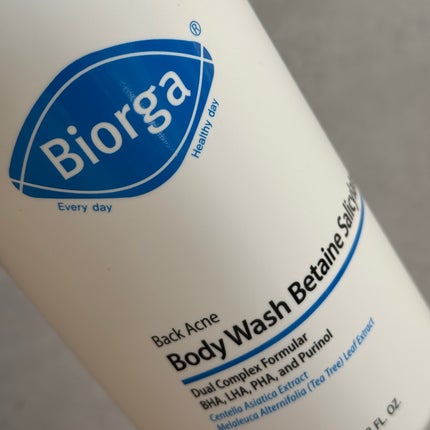 Biorga®
Every day
Healthy day
Back Acne
Body Wash Betaine
Dual Complex Formular
BHA, LHA, PHA, and Purinol
Centella Asiatica Extract
Melaleuca Alternifolia (Tea Tree) Leaf Extract
FL. OZ